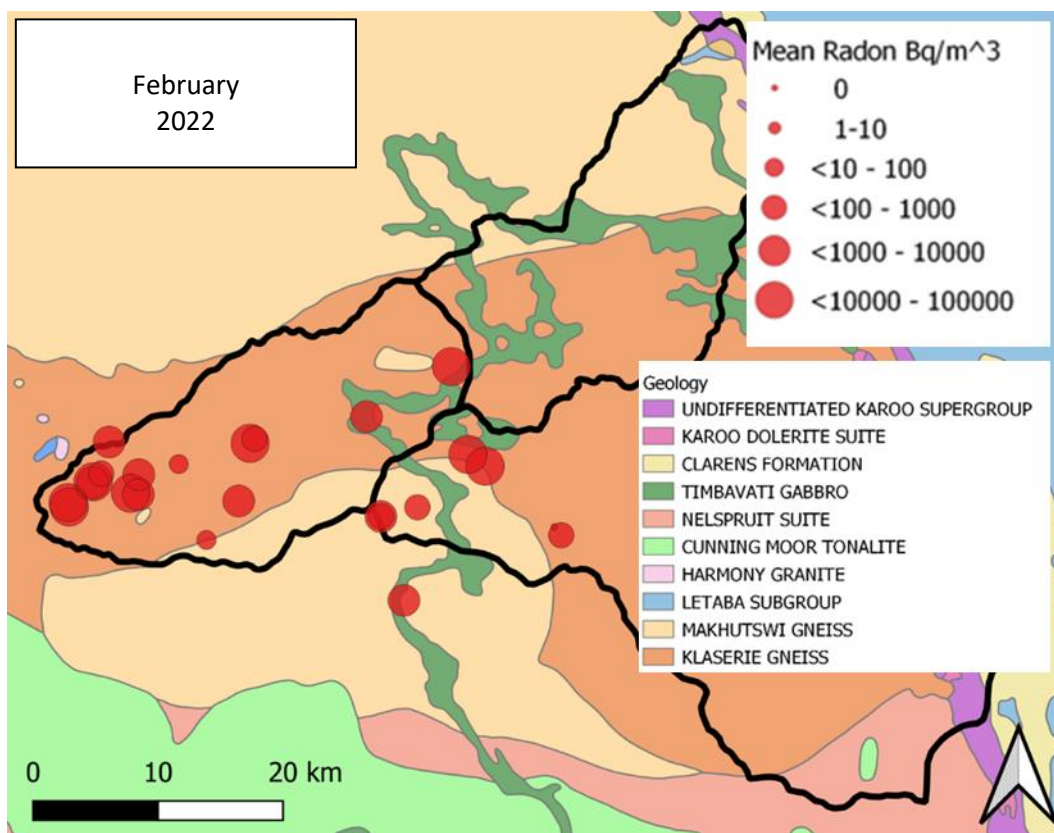 February
2022
Mean Radon Bq/m^3
0
1-10
<10 - 100
<100 - 1000
<1000 - 10000
<10000 - 100000
Geology
UNDIFFERENTIATED KAROO SUPERGROUP
KAROO DOLERITE SUITE
CLARENS FORMATION
TIMBAVATI GABBRO
NELSPRUIT SUITE
CUNNING MOOR TONALITE
HARMONY GRANITE
LETABA SUBGROUP
MAKHUTSWI GNEISS
KLASERIE GNEISS
0 10 20 km